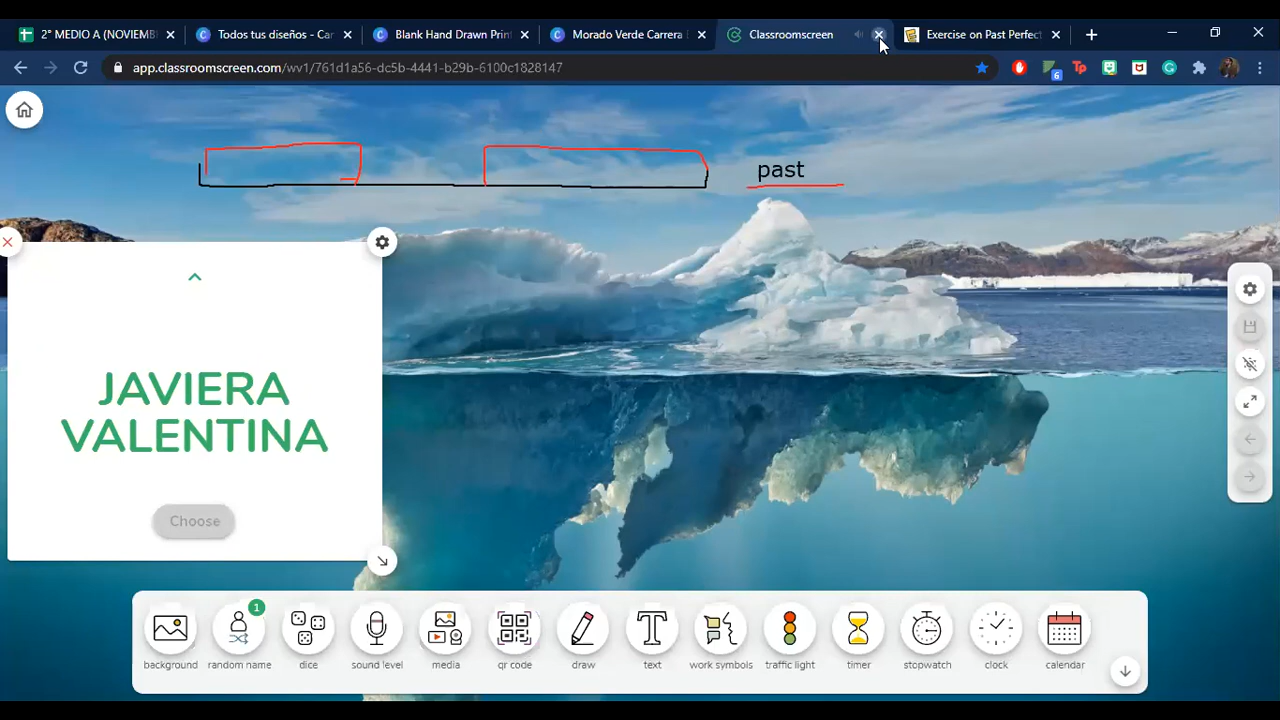 2° MEDIO A (NOVIEMB
Todos tus diseños - Car
Blank Hand Drawn Prin
Morado Verde Carrera
Classroomscreen
Exercise on Past Perfect
app.classroomscreen.com/wv1/761d1a56-dc5b-4441-b29b-6100c1828147
6
past
JAVIERA
VALENTINA
Choose
1
background
random name
dice
sound level
media
qr code
draw
text
work symbols
traffic light
timer
stopwatch
clock
calendar